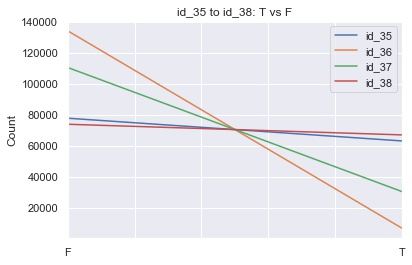 id_35 to id_38: T vs F
140000
120000
100000
80000
60000
40000
20000
Count
F
T
id_35
id_36
id_37
id_38